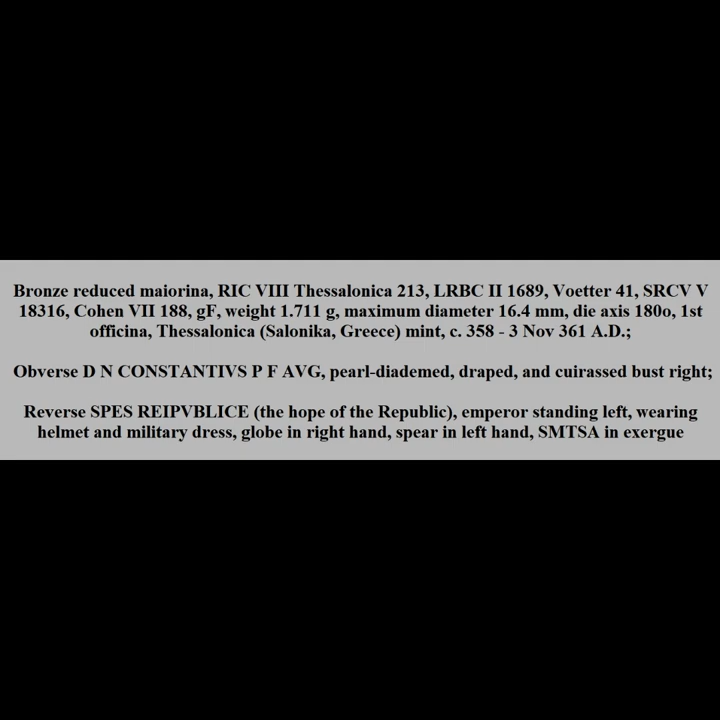 Bronze reduced maiorina, RIC VIII Thessalonica 213, LRBC II 1689, Voetter 41, SRCV V
18316, Cohen VII 188, gF, weight 1.711 g, maximum diameter 16.4 mm, die axis 180o, 1st
officina, Thessalonica (Salonika, Greece) mint, c. 358 - 3 Nov 361 A.D.;
Obverse D N CONSTANTIVS P F AVG, pearl-diademed, draped, and cuirassed bust right;
Reverse SPES REIPVBLICE (the hope of the Republic), emperor standing left, wearing
helmet and military dress, globe in right hand, spear in left hand, SMTSA in exergue